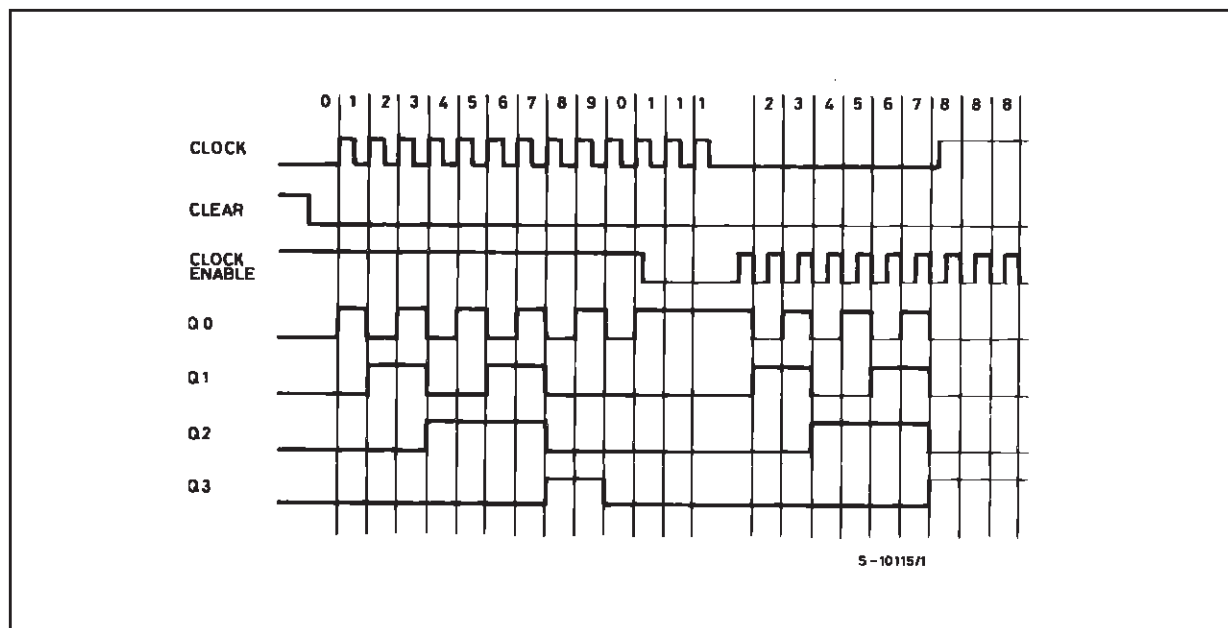 0 1 2 3 4 5 6 7 8 9 0 1 1 1 2 3 4 5 6 7 8 8 8
CLOCK
CLEAR
CLOCK
ENABLE
Q0
Q1
Q2
Q3
S-10115/1